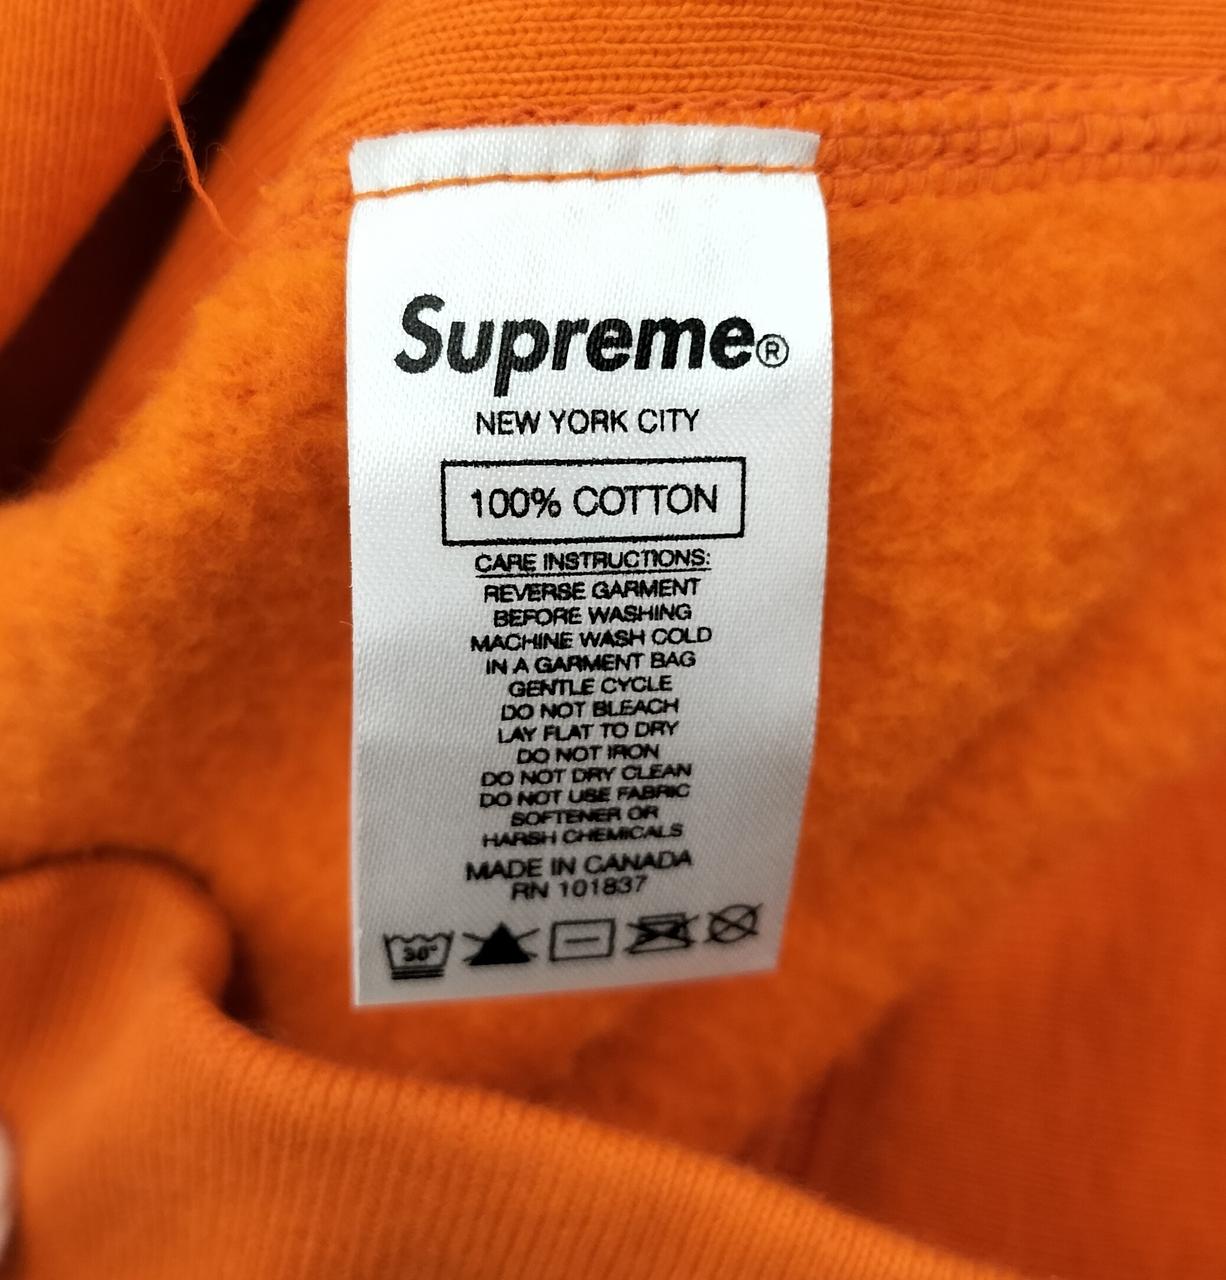 Supreme®
NEW YORK CITY
100% COTTON
CARE INSTRUCTIONS:
REVERSE GARMENT
BEFORE WASHING
MACHINE WASH COLD
IN A GARMENT BAG
GENTLE CYCLE
DO NOT BLEACH
LAY FLAT TO DRY
DO NOT IRON
DO NOT DRY CLEAN
DO NOT USE FABRIC
SOFTENER OR
HARSH CHEMICALS
MADE IN CANADA
RN 101837
30°